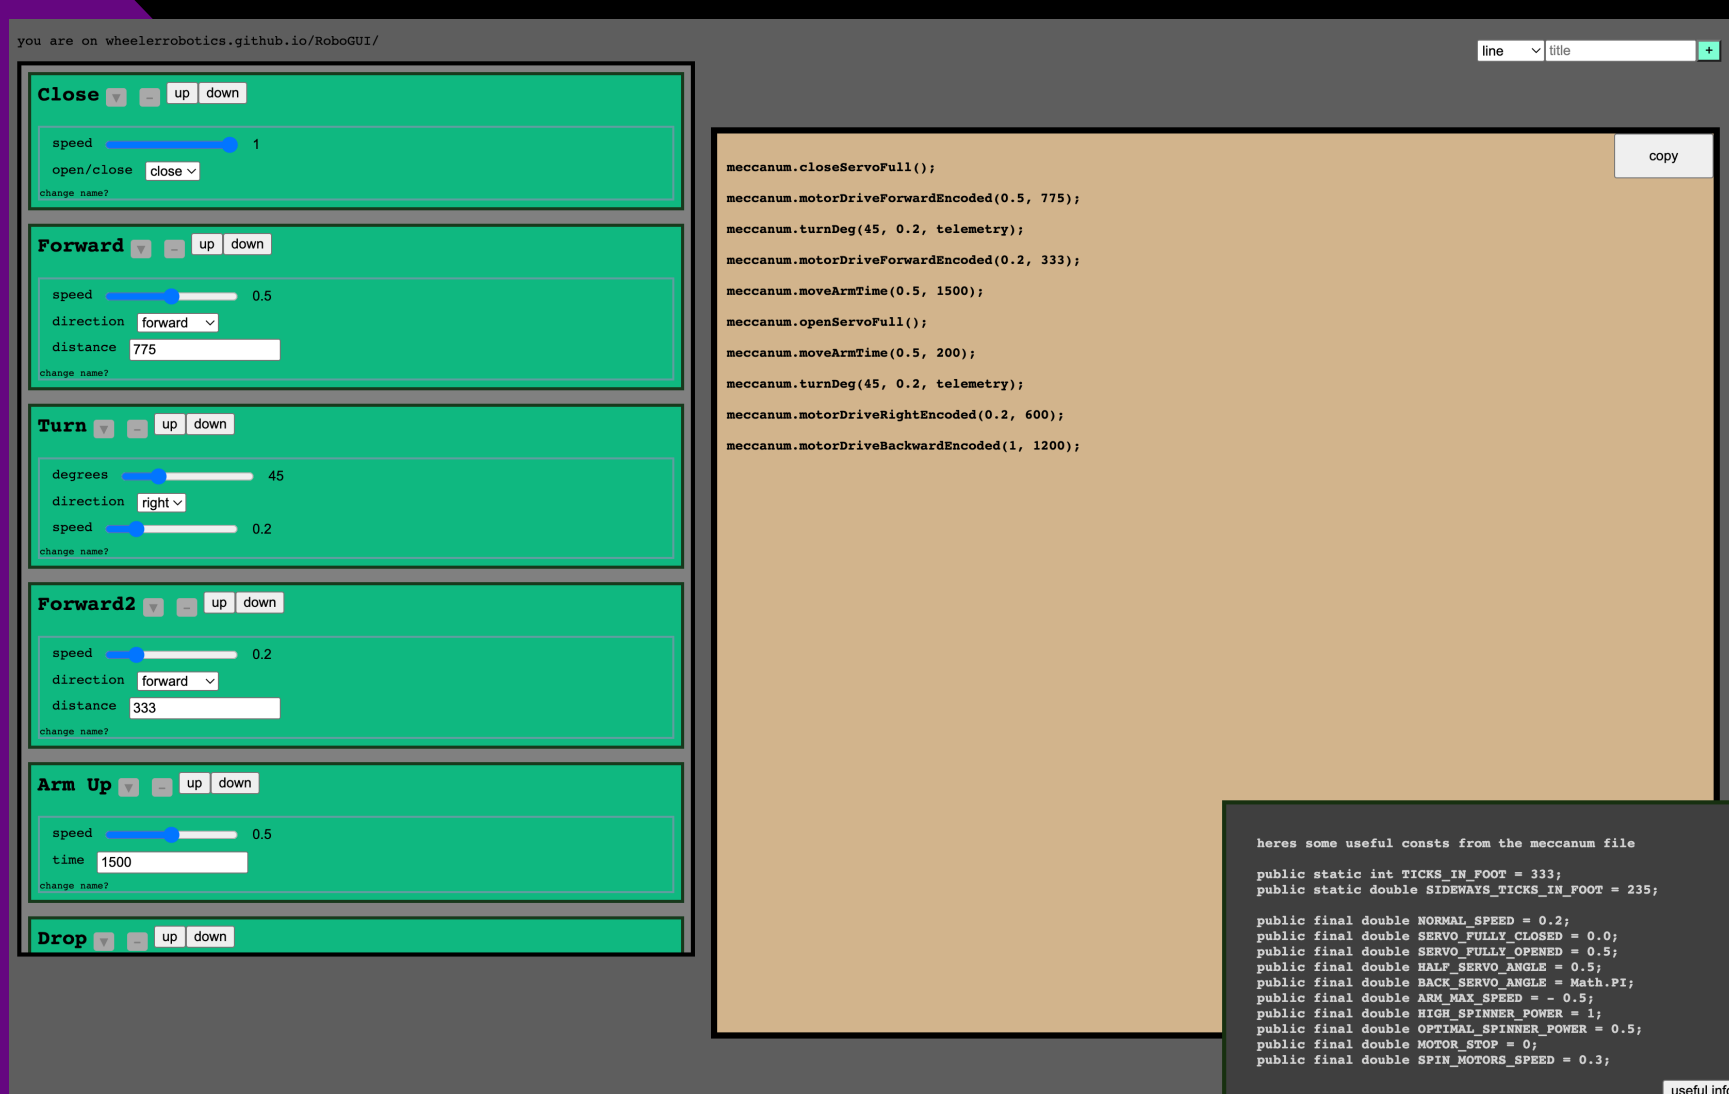 you are on wheelerrobotics.github.io/RoboGUI/
line title +
Close ▼ – up down
speed 1
open/close close
change name?
Forward ▼ – up down
speed 0.5
direction forward
distance 775
change name?
Turn ▼ – up down
degrees 45
direction right
speed 0.2
change name?
Forward2 ▼ – up down
speed 0.2
direction forward
distance 333
change name?
Arm Up ▼ – up down
speed 0.5
time 1500
change name?
Drop ▼ – up down
copy
meccanum.closeServoFull();
meccanum.motorDriveForwardEncoded(0.5, 775);
meccanum.turnDeg(45, 0.2, telemetry);
meccanum.motorDriveForwardEncoded(0.2, 333);
meccanum.moveArmTime(0.5, 1500);
meccanum.openServoFull();
meccanum.moveArmTime(0.5, 200);
meccanum.turnDeg(45, 0.2, telemetry);
meccanum.motorDriveRightEncoded(0.2, 600);
meccanum.motorDriveBackwardEncoded(1, 1200);
heres some useful consts from the meccanum file
public static int TICKS_IN_FOOT = 333;
public static double SIDEWAYS_TICKS_IN_FOOT = 235;
public final double NORMAL_SPEED = 0.2;
public final double SERVO_FULLY_CLOSED = 0.0;
public final double SERVO_FULLY_OPENED = 0.5;
public final double HALF_SERVO_ANGLE = 0.5;
public final double BACK_SERVO_ANGLE = Math.PI;
public final double ARM_MAX_SPEED = - 0.5;
public final double HIGH_SPINNER_POWER = 1;
public final double OPTIMAL_SPINNER_POWER = 0.5;
public final double MOTOR_STOP = 0;
public final double SPIN_MOTORS_SPEED = 0.3;
useful info